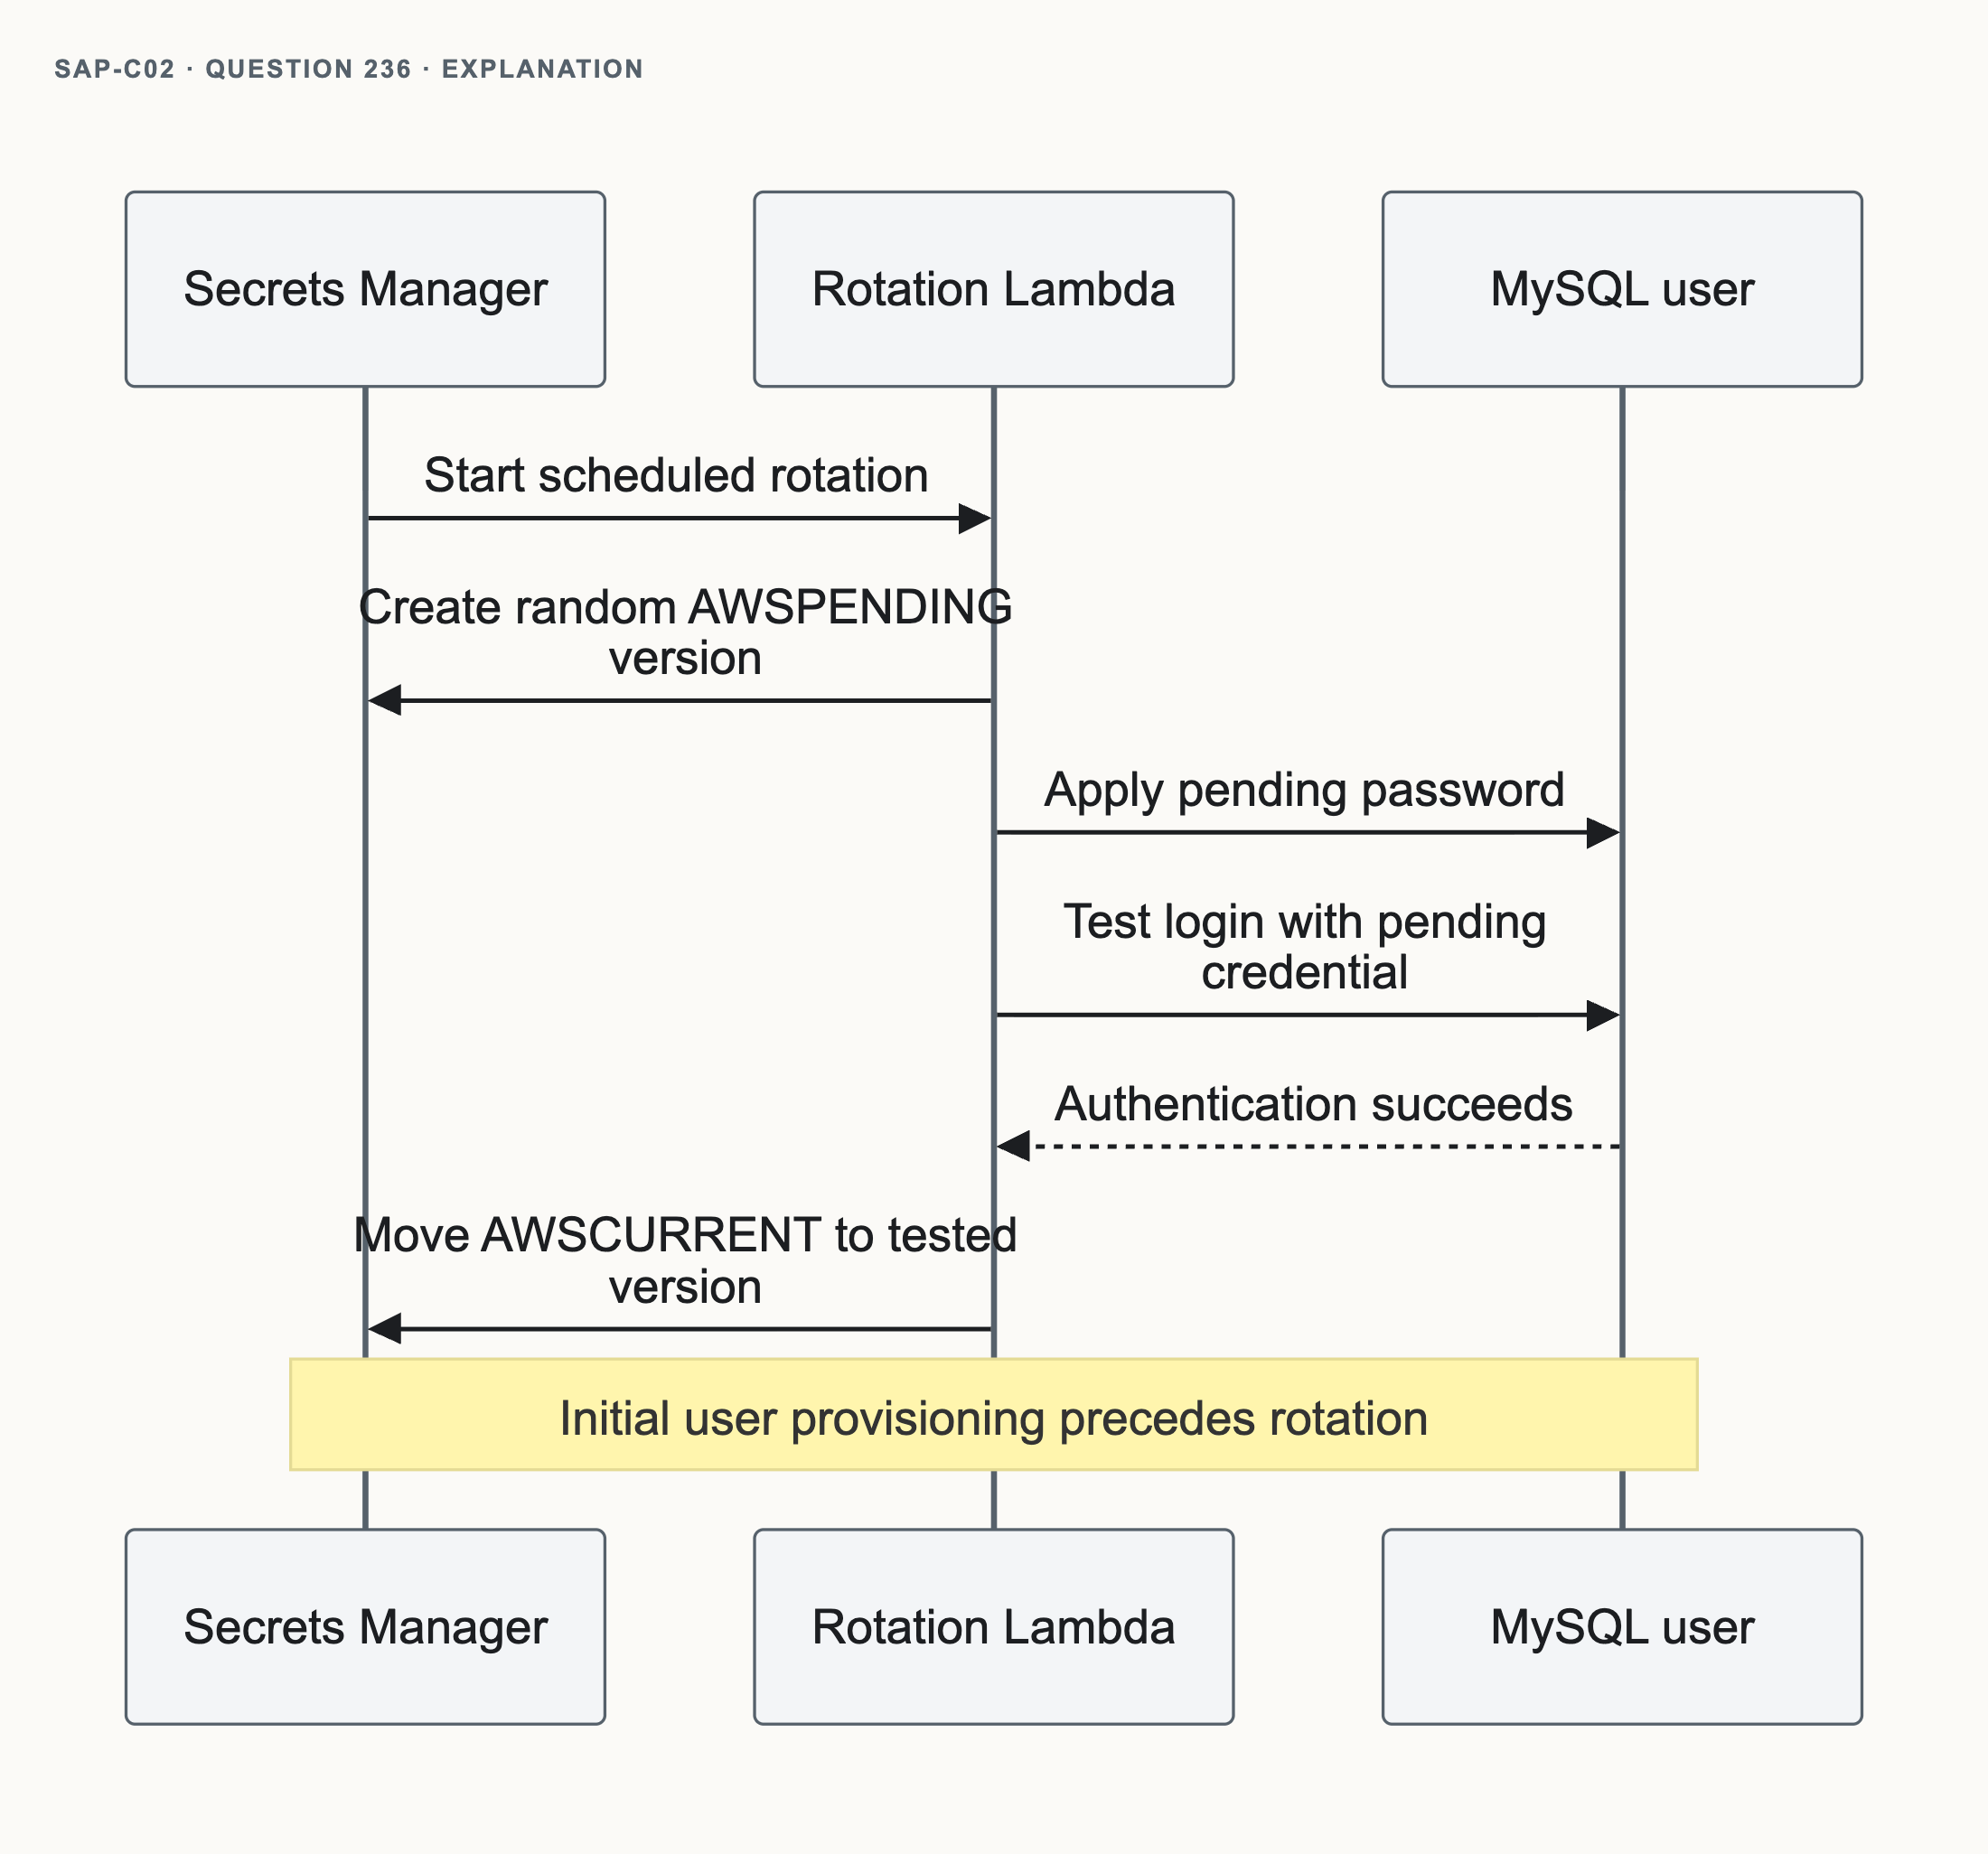 SAP-C02 · QUESTION 236 · EXPLANATION
Secrets Manager
Rotation Lambda
MySQL user
Start scheduled rotation
Create random AWSPENDING
version
Apply pending password
Test login with pending
credential
Authentication succeeds
Move AWSCURRENT to tested
version
Initial user provisioning precedes rotation
Secrets Manager
Rotation Lambda
MySQL user